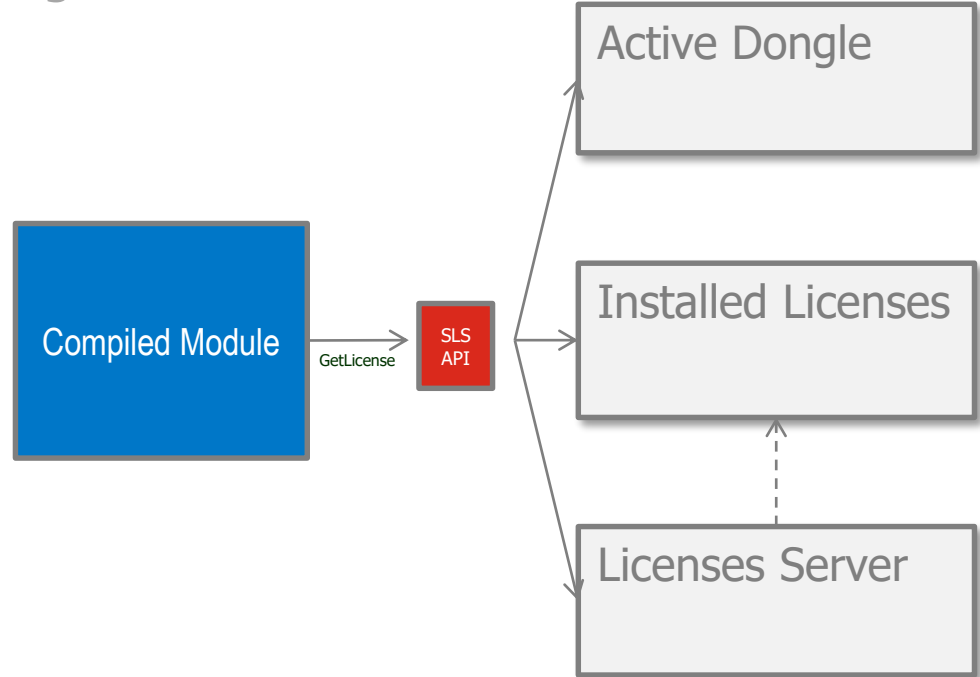 Active Dongle
Installed Licenses
Compiled Module
GetLicense
SLS
API
Licenses Server